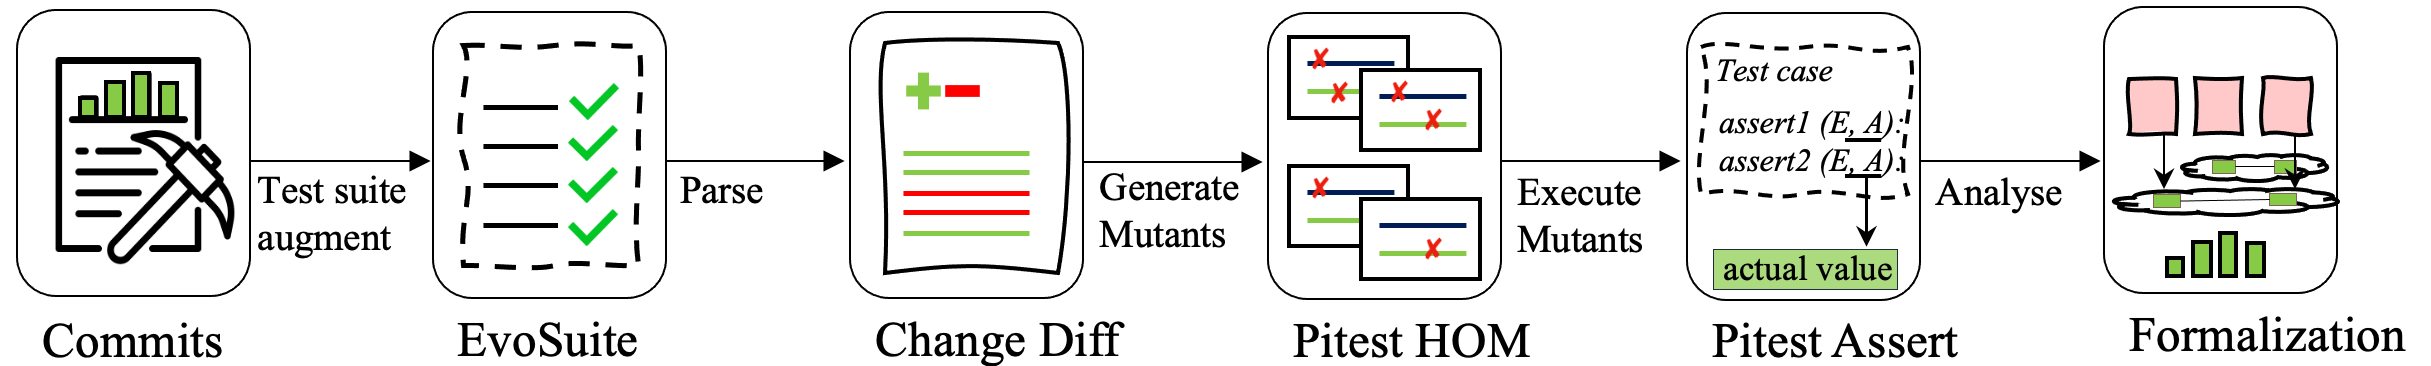 Test suite
augment
Parse
Generate
Mutants
Execute
Mutants
Test case
assert1 (E, A):
assert2 (E, A):
actual value
Analyse
Commits
EvoSuite
Change Diff
Pitest HOM
Pitest Assert
Formalization